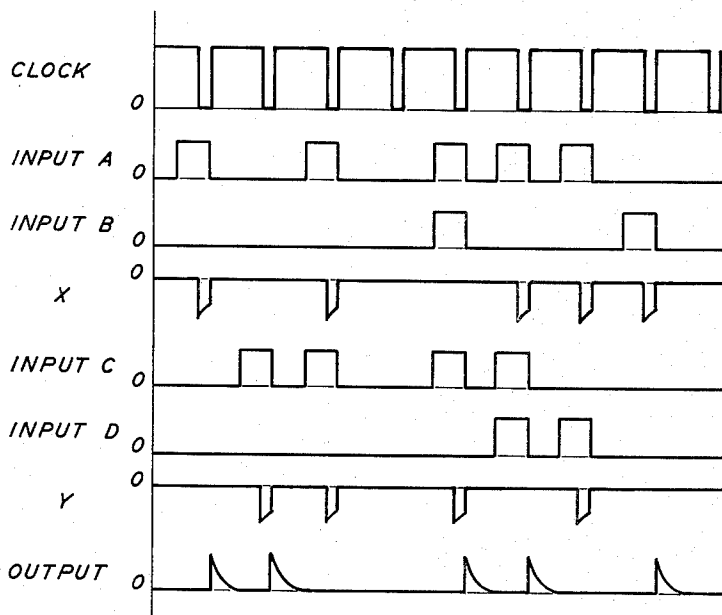 CLOCK
0
INPUT A 0
INPUT B 0
0
X
INPUT C 0
INPUT D 0
0
Y
OUTPUT 0